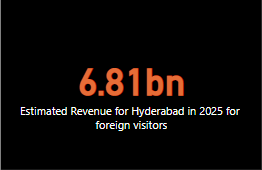 6.81bn
Estimated Revenue for Hyderabad in 2025 for
foreign visitors